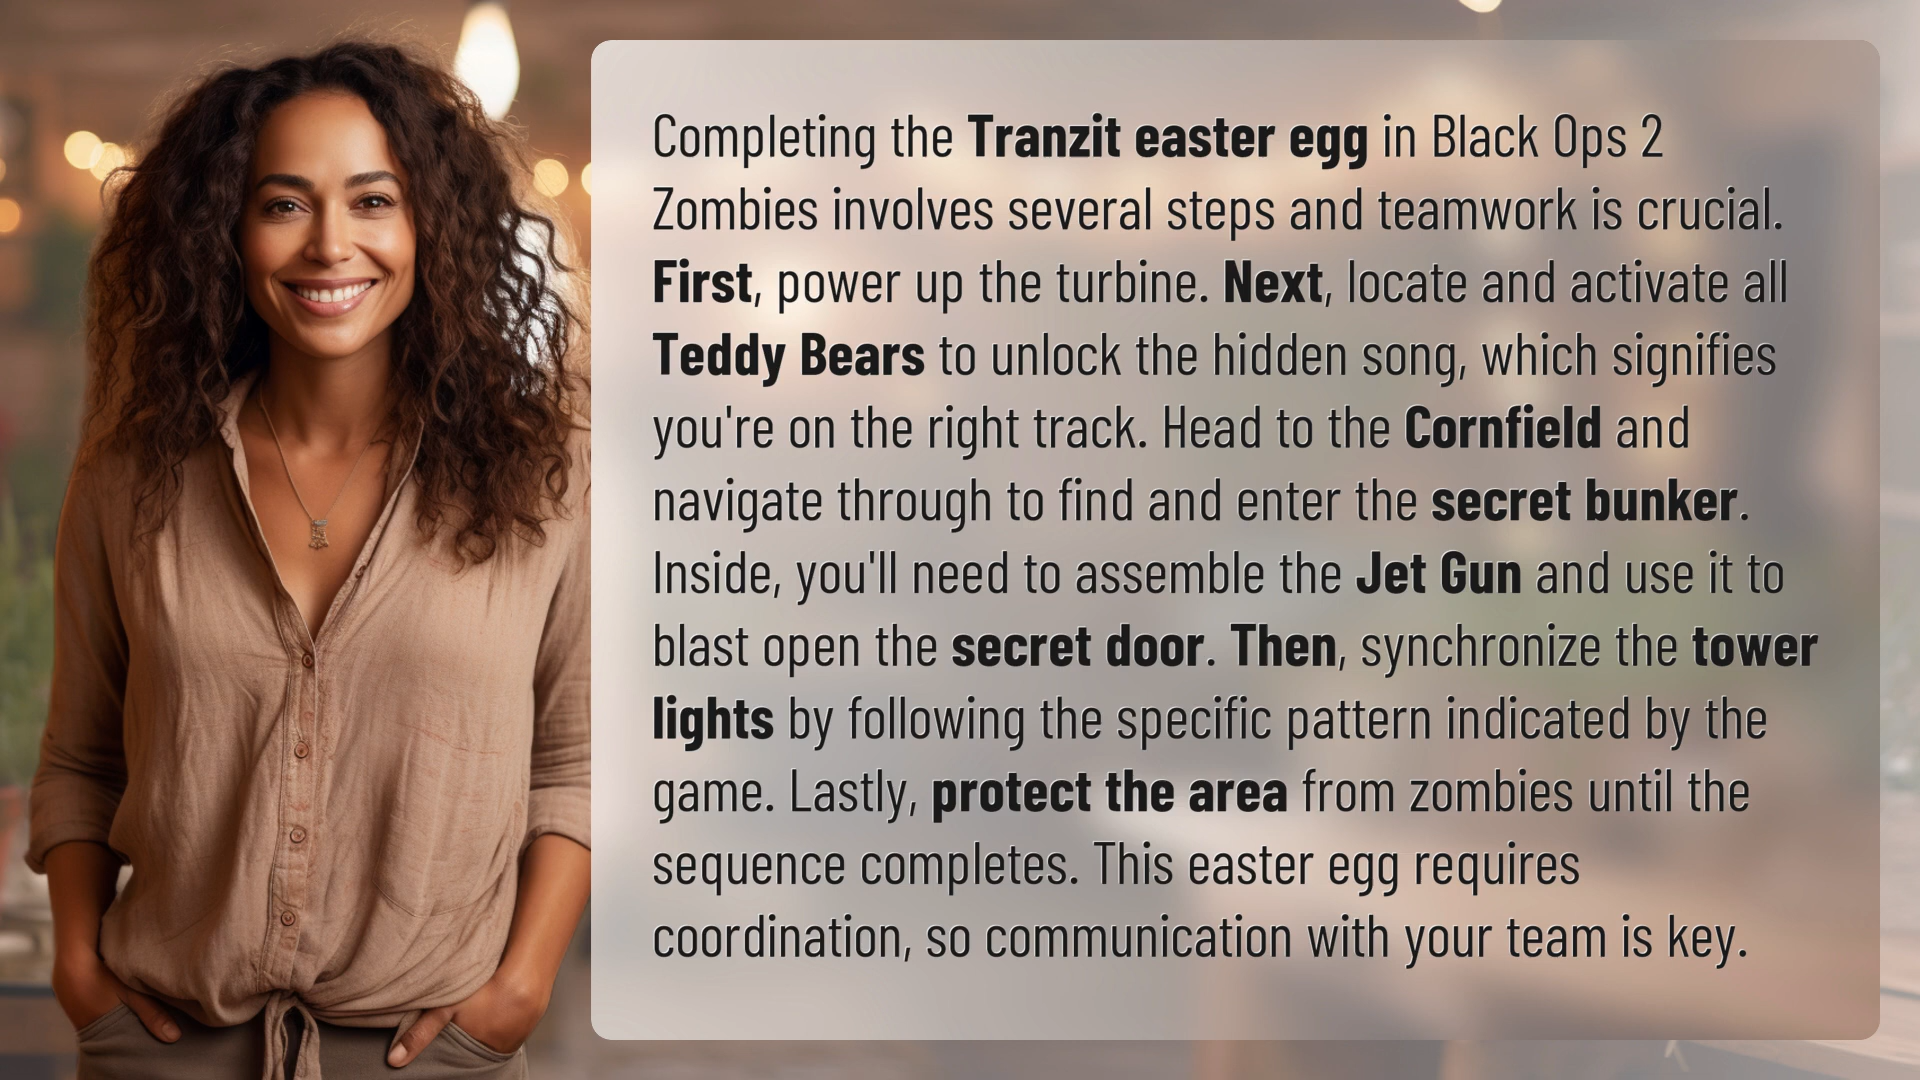 Completing the Tranzit easter egg in Black Ops 2
Zombies involves several steps and teamwork is crucial.
First, power up the turbine. Next, locate and activate all
Teddy Bears to unlock the hidden song, which signifies
you're on the right track. Head to the Cornfield and
navigate through to find and enter the secret bunker.
Inside, you'll need to assemble the Jet Gun and use it to
blast open the secret door. Then, synchronize the tower
lights by following the specific pattern indicated by the
game. Lastly, protect the area from zombies until the
sequence completes. This easter egg requires
coordination, so communication with your team is key.